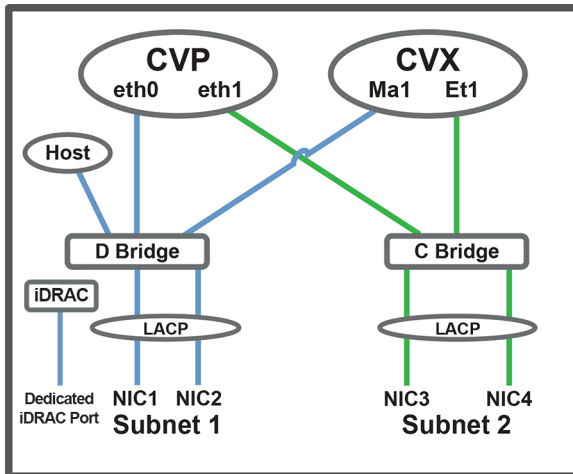 CVP
eth0 eth1
CVX
Ma1 Et1
Host
D Bridge
C Bridge
iDRAC
LACP
LACP
Dedicated
iDRAC Port
NIC1 NIC2
Subnet 1
NIC3 NIC4
Subnet 2